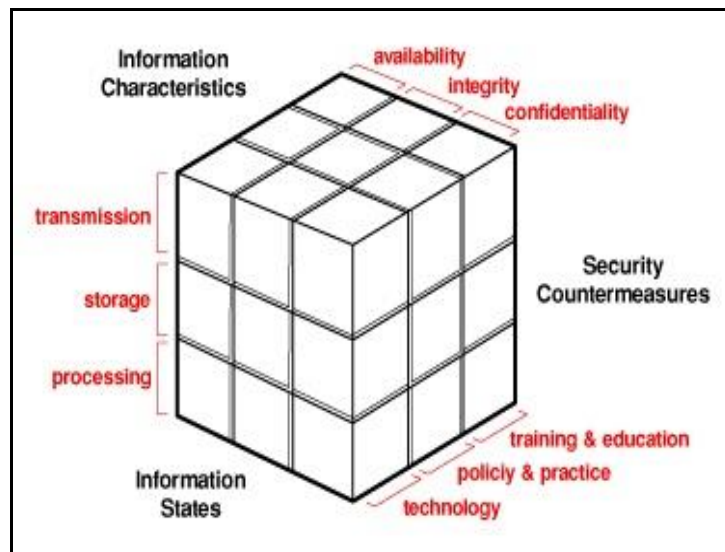 Information
Characteristics
availability
integrity
confidentiality
transmission
storage
processing
Security
Countermeasures
Information
States
training & education
policiy & practice
technology